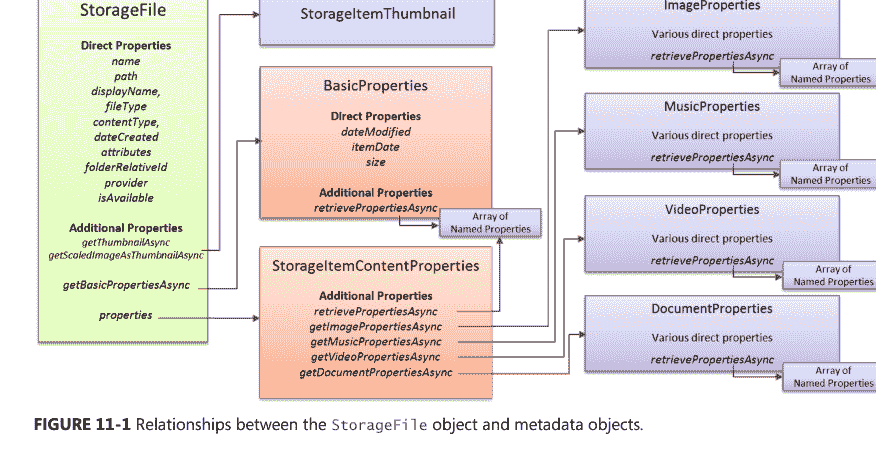 StorageFile
Direct Properties
name
path
displayName,
fileType
contentType,
dateCreated
attributes
folderRelativeId
provider
isAvailable
Additional Properties
getThumbnailAsync
getScaledImageAsThumbnailAsync
getBasicPropertiesAsync
properties
StorageItemThumbnail
BasicProperties
Direct Properties
dateModified
itemDate
size
Additional Properties
retrievePropertiesAsync
Array of
Named Properties
StorageItemContentProperties
Additional Properties
retrievePropertiesAsync
getImagePropertiesAsync
getMusicPropertiesAsync
getVideoPropertiesAsync
getDocumentPropertiesAsync
ImageProperties
Various direct properties
retrievePropertiesAsync
Array of
Named Properties
MusicProperties
Various direct properties
retrievePropertiesAsync
Array of
Named Properties
VideoProperties
Various direct properties
retrievePropertiesAsync
Array of
Named Properties
DocumentProperties
Various direct properties
retrievePropertiesAsync
Array of
Named Properties
FIGURE 11-1 Relationships between the StorageFile object and metadata objects.